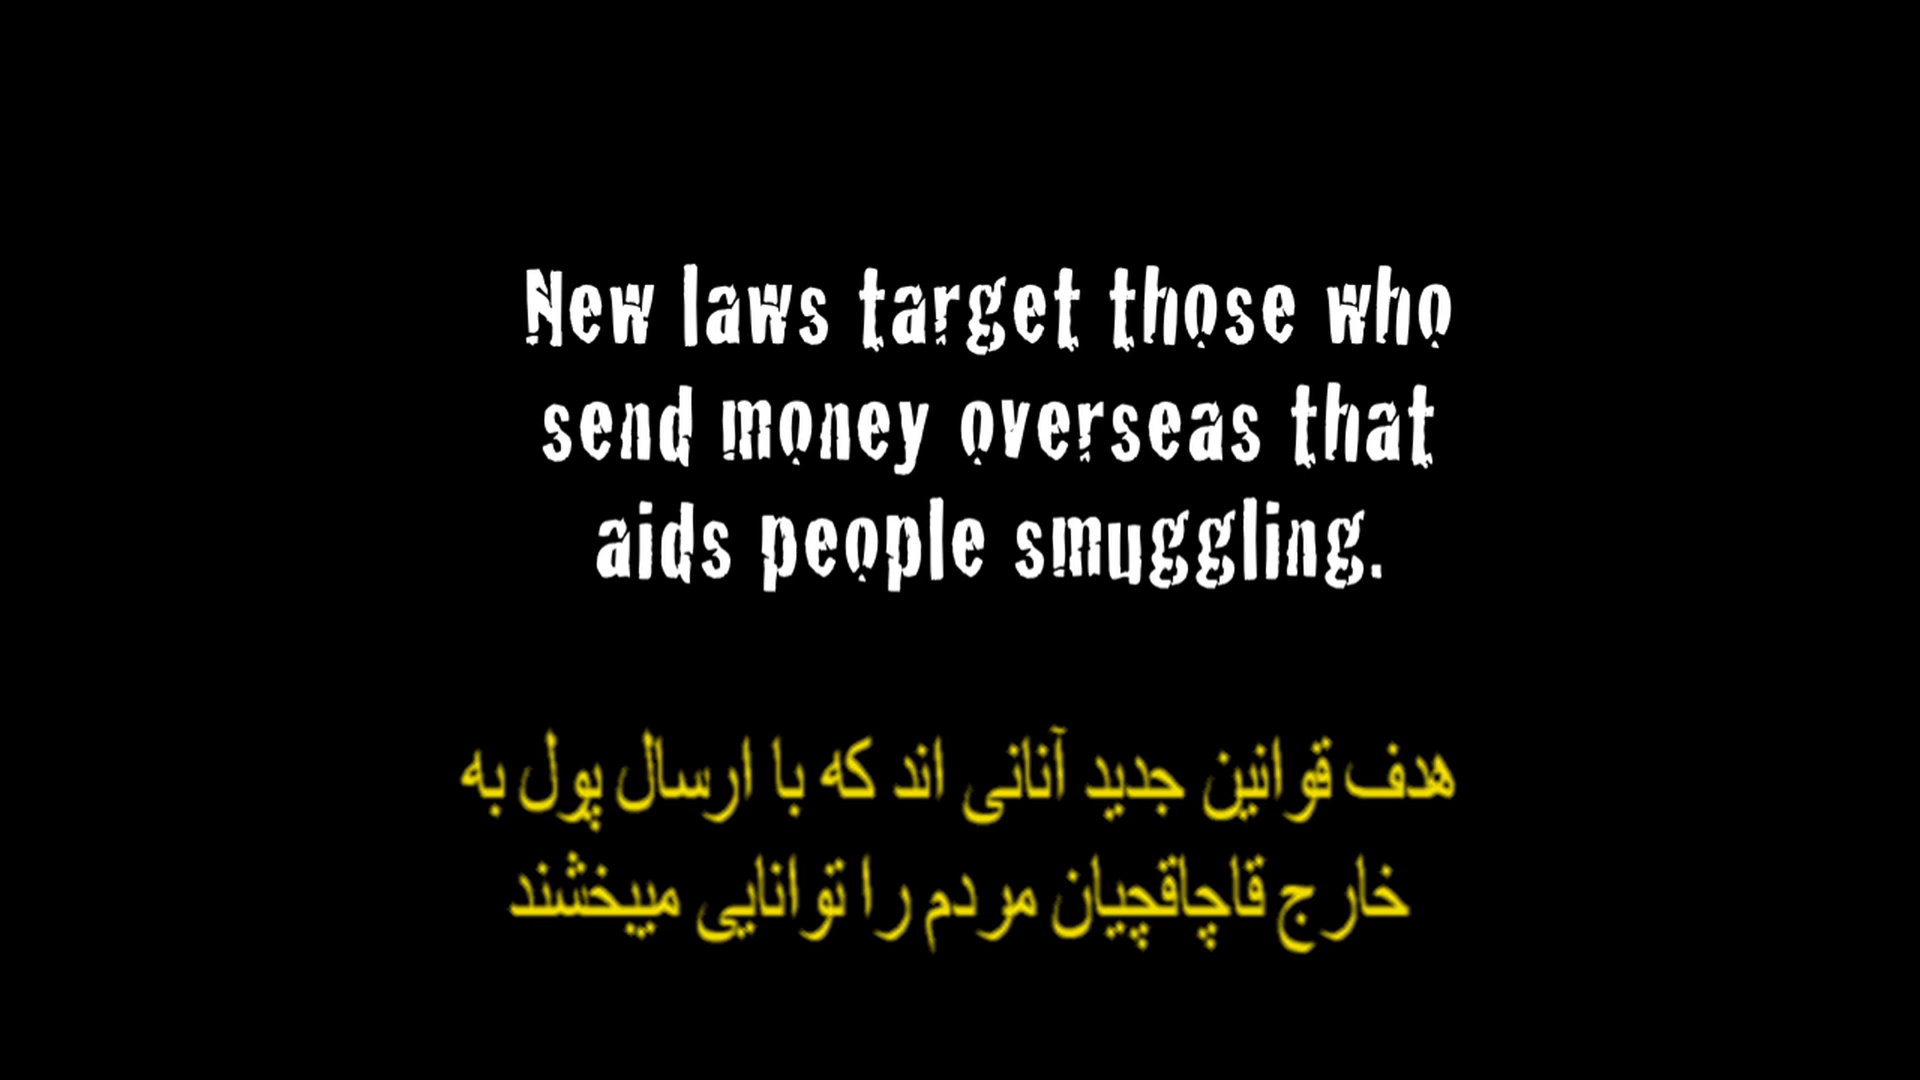 New laws target those who
send money overseas that
aids people smuggling.
هدف قوانین جدید آنانی اند که با ارسال پول به
خارج قاچاقچیان مردم را توانایی میبخشند